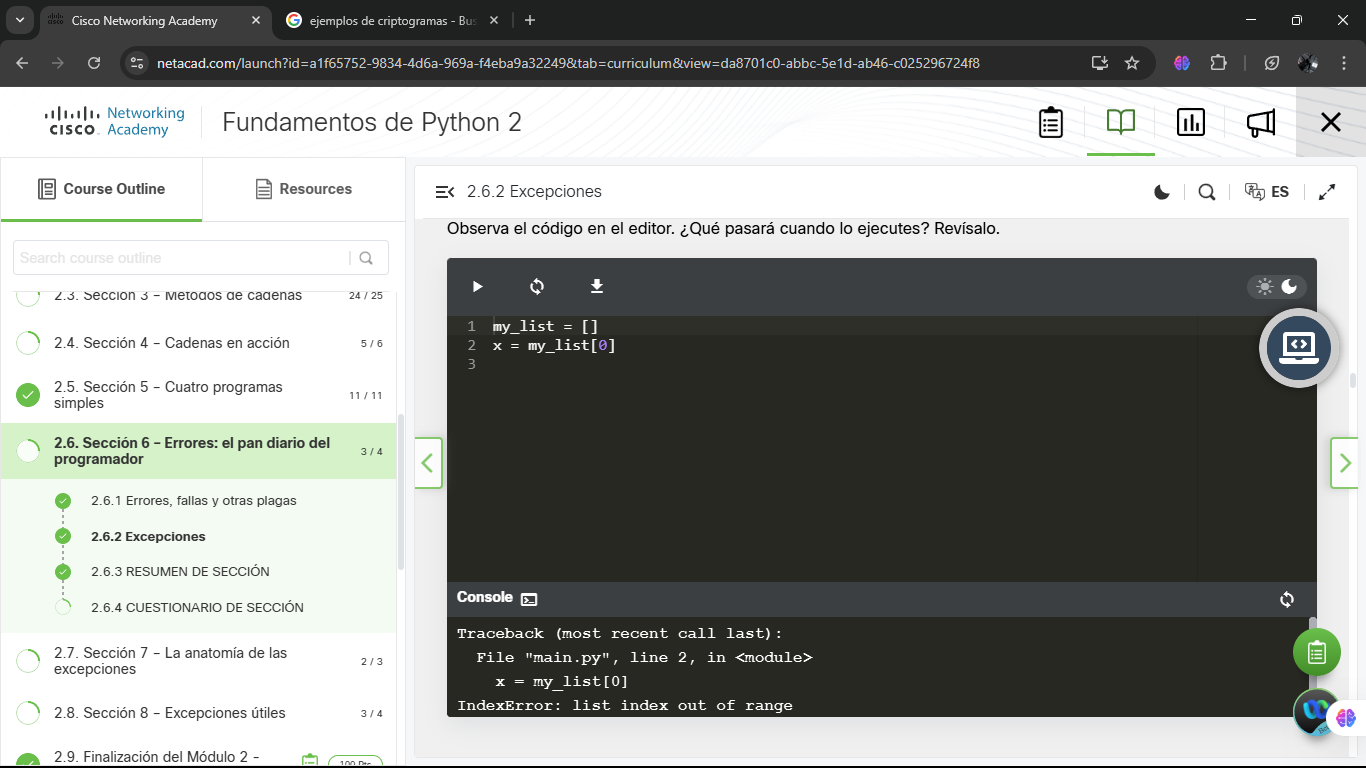 Cisco Networking Academy
ejemplos de criptogramas - Bus
netacad.com/launch?id=a1f65752-9834-4d6a-969a-f4eba9a32249&tab=curriculum&view=da8701c0-abbc-5e1d-ab46-c025296724f8
CISCO Networking Academy
Fundamentos de Python 2
Course Outline
Resources
Search course outline
2.3. Sección 3 – Métodos de cadenas 24 / 25
2.4. Sección 4 – Cadenas en acción 5 / 6
2.5. Sección 5 – Cuatro programas
simples 11 / 11
2.6. Sección 6 – Errores: el pan diario del
programador 3 / 4
2.6.1 Errores, fallas y otras plagas
2.6.2 Excepciones
2.6.3 RESUMEN DE SECCIÓN
2.6.4 CUESTIONARIO DE SECCIÓN
2.7. Sección 7 – La anatomía de las
excepciones 2 / 3
2.8. Sección 8 – Excepciones útiles 3 / 4
2.9. Finalización del Módulo 2 –
100 Pts
2.6.2 Excepciones
ES
Observa el código en el editor. ¿Qué pasará cuando lo ejecutes? Revísalo.
1 my_list = []
2 x = my_list[0]
3
Console
Traceback (most recent call last):
File "main.py", line 2, in <module>
x = my_list[0]
IndexError: list index out of range